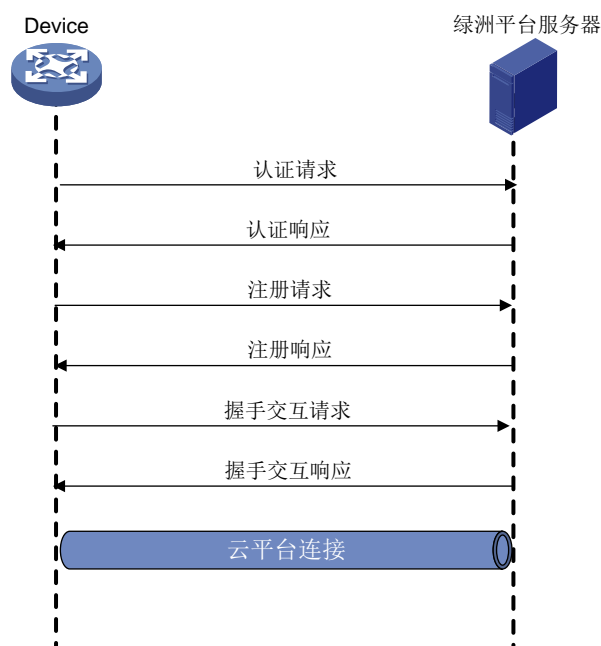 Device
绿洲平台服务器
认证请求
认证响应
注册请求
注册响应
握手交互请求
握手交互响应
云平台连接